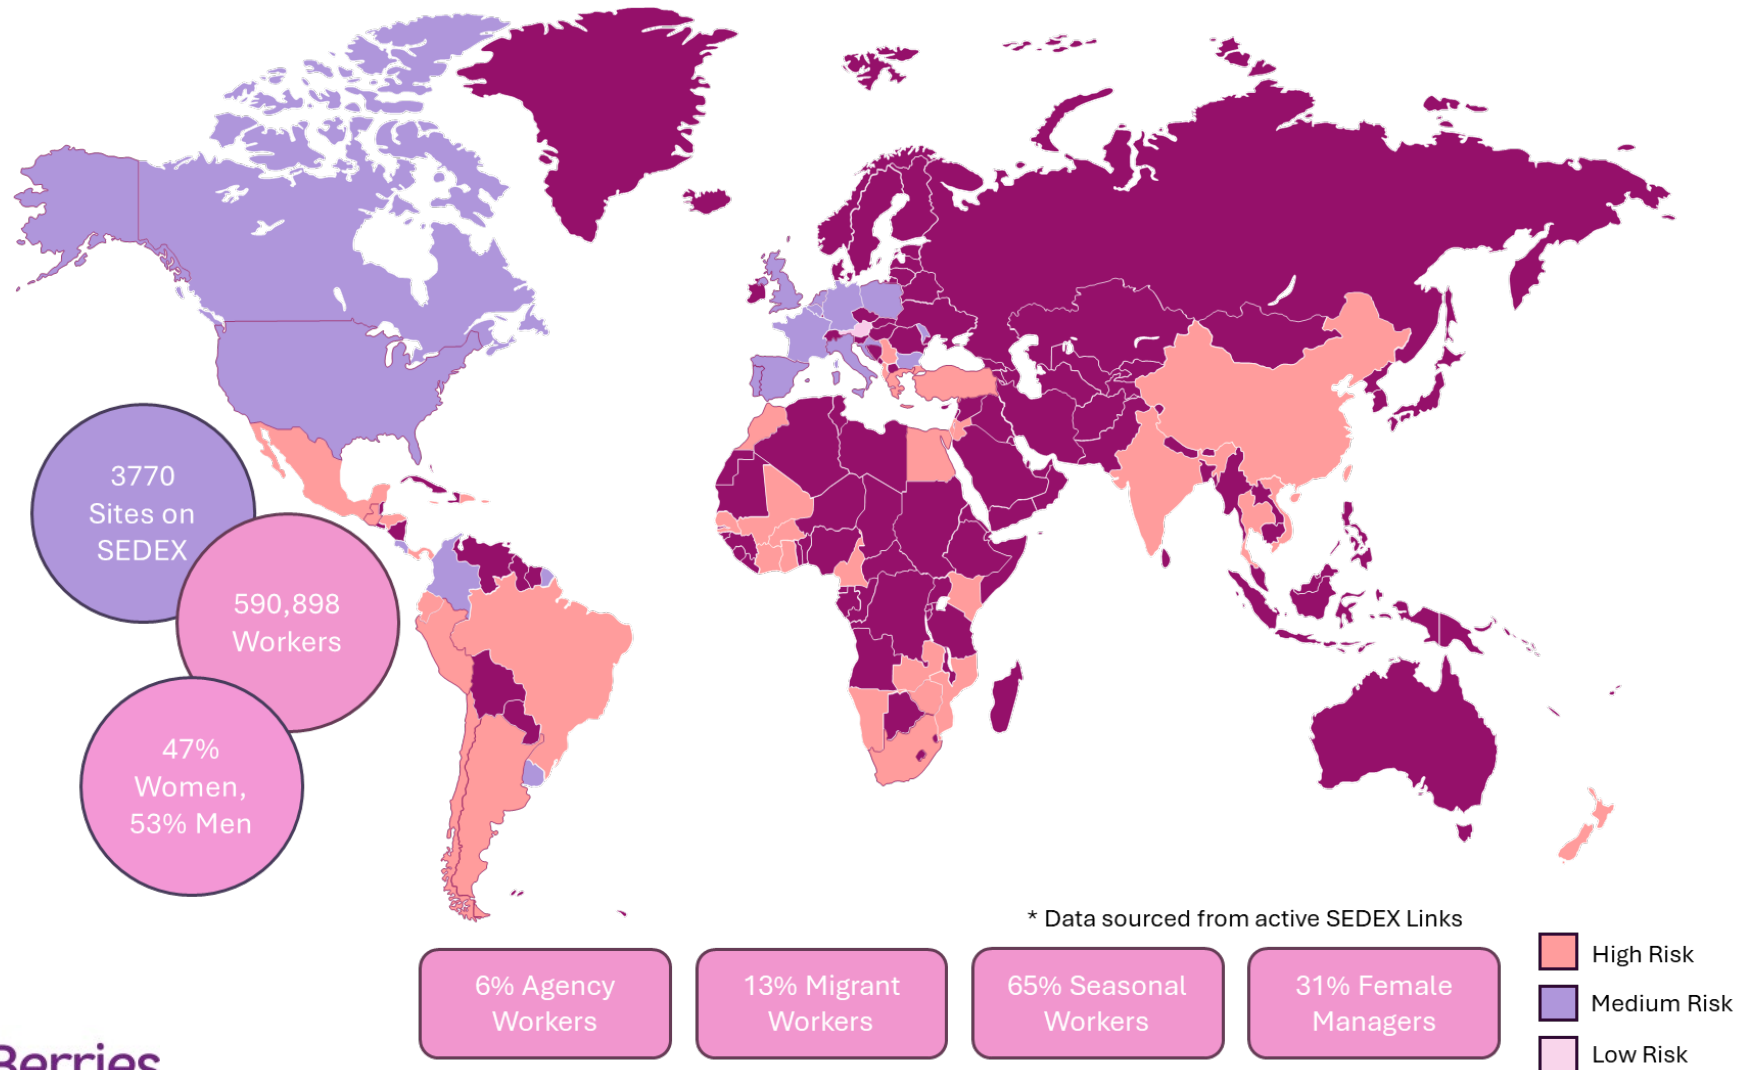 3770
Sites on
SEDEX
590,898
Workers
47%
Women,
53% Men
* Data sourced from active SEDEX Links
6% Agency
Workers
13% Migrant
Workers
65% Seasonal
Workers
31% Female
Managers
High Risk
Medium Risk
Low Risk
Berries